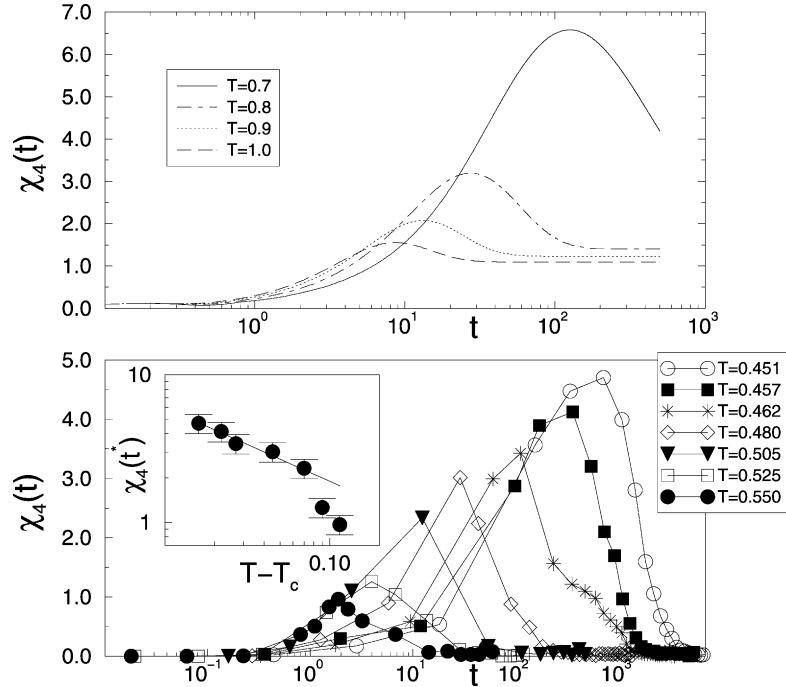 7.0
6.0
5.0
4.0
3.0
2.0
1.0
0.0
χ4(t)
T=0.7
T=0.8
T=0.9
T=1.0
10^0
10^1
10^2
10^3
t
5.0
4.0
3.0
2.0
1.0
0.0
χ4(t)
10
1
χ4(t*)
0.10
T−Tc
T=0.451
T=0.457
T=0.462
T=0.480
T=0.505
T=0.525
T=0.550
10^−1
10^0
10^1
10^2
10^3
t